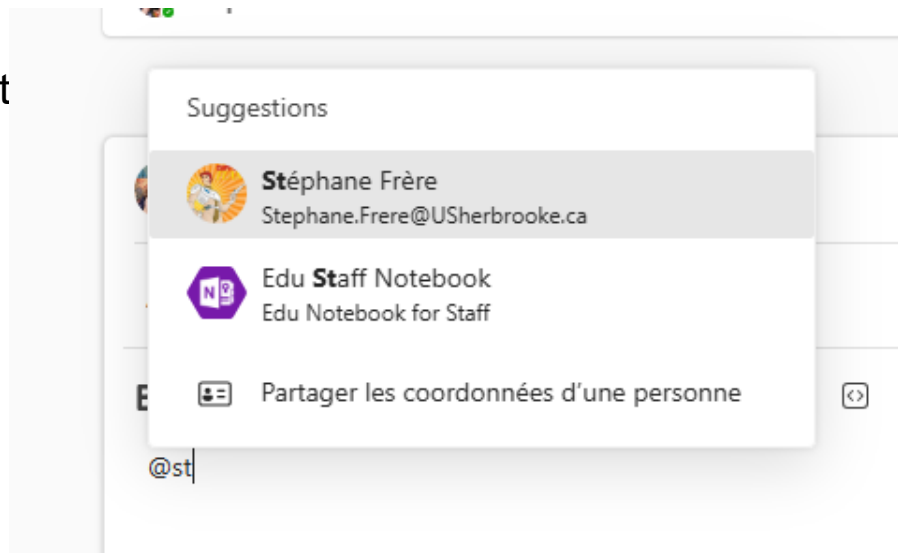 t
Suggestions
Stéphane Frère
Stephane.Frere@USherbrooke.ca
Edu Staff Notebook
Edu Notebook for Staff
Partager les coordonnées d'une personne
@st